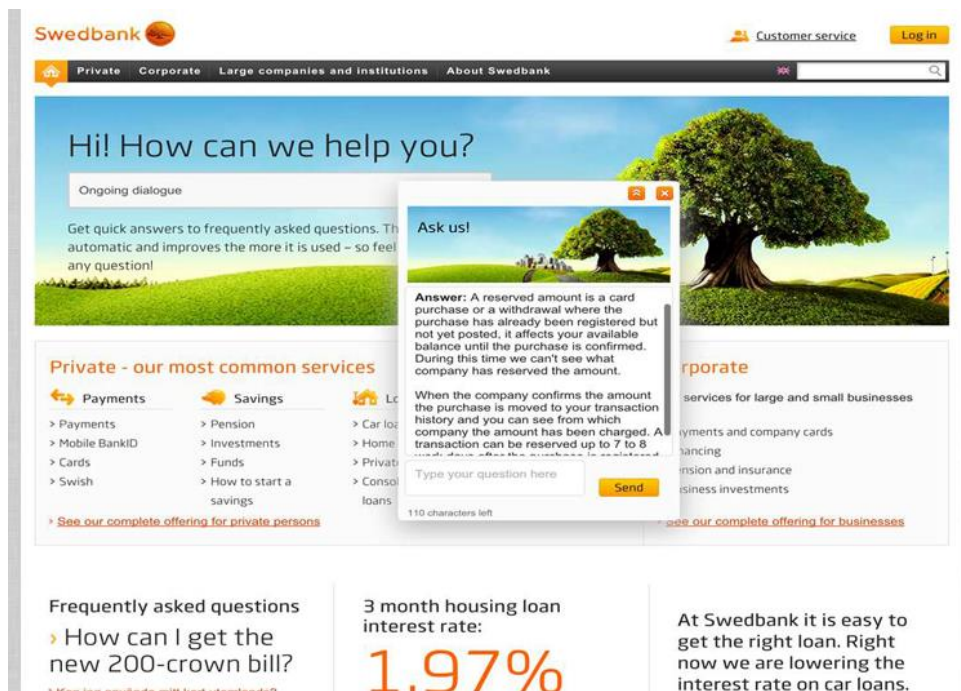 Swedbank
Customer service
Log in
Private Corporate Large companies and institutions About Swedbank
Hi! How can we help you?
Ongoing dialogue
Get quick answers to frequently asked questions. Th
automatic and improves the more it is used – so feel
any question!
Ask us!
Answer: A reserved amount is a card
purchase or a withdrawal where the
purchase has already been registered but
not yet posted, it affects your available
balance until the purchase is confirmed.
During this time we can't see what
company has reserved the amount.
When the company confirms the amount
the purchase is moved to your transaction
history and you can see from which
company the amount has been charged. A
transaction can be reserved up to 7 to 8
work days after the purchase is registered
Type your question here
Send
110 characters left
Private - our most common services
Payments
> Payments
> Mobile BankID
> Cards
> Swish
Savings
> Pension
> Investments
> Funds
> How to start a
savings
Lo
> Car loa
> Home
> Privat
> Conso
loans
> See our complete offering for private persons
rporate
services for large and small businesses
ayments and company cards
nancing
nsion and insurance
siness investments
See our complete offering for businesses
Frequently asked questions
> How can I get the
new 200-crown bill?
3 month housing loan
interest rate:
1,97%
At Swedbank it is easy to
get the right loan. Right
now we are lowering the
interest rate on car loans.